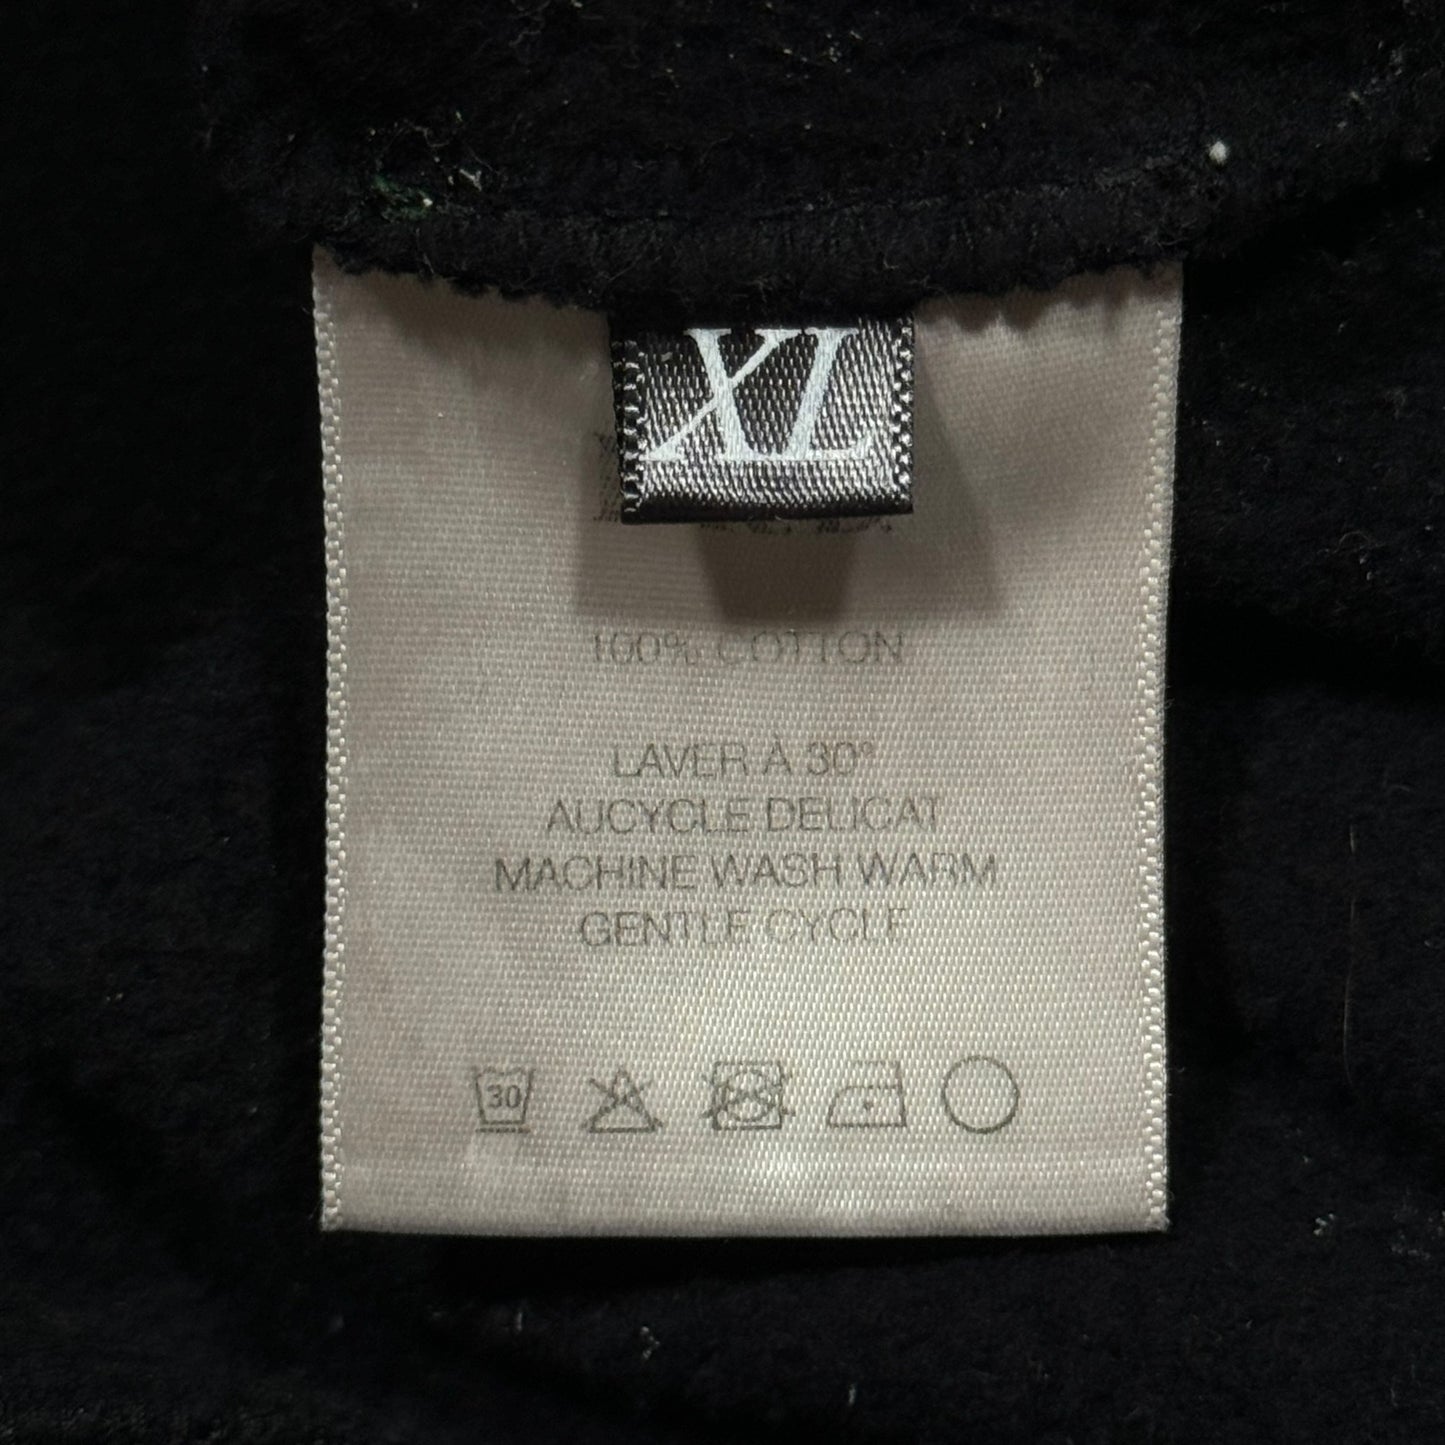 XL
100% COTTON
LAVER À 30°
AUCYCLE DELICAT
MACHINE WASH WARM
GENTLE CYCLE
30